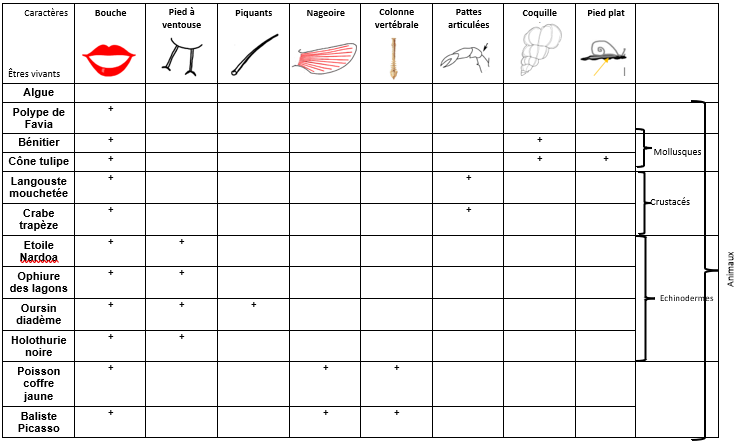 Caractères
Êtres vivants
Bouche
Pied à
ventouse
Piquants
Nageoire
Colonne
vertébrale
Pattes
articulées
Coquille
Pied plat
Algue
Polype de
Favia
+
Bénitier
+ +
Cône tulipe
+ + +
Mollusques
Langouste
mouchetée
+ +
Crabe
trapèze
+ +
Crustacés
Etoile
Nardoa
+ +
Ophiure
des lagons
+ +
Oursin
diadème
+ + +
Holothurie
noire
+ +
Echinodermes
Poisson
coffre
jaune
+ + +
Baliste
Picasso
+ + +
Animaux